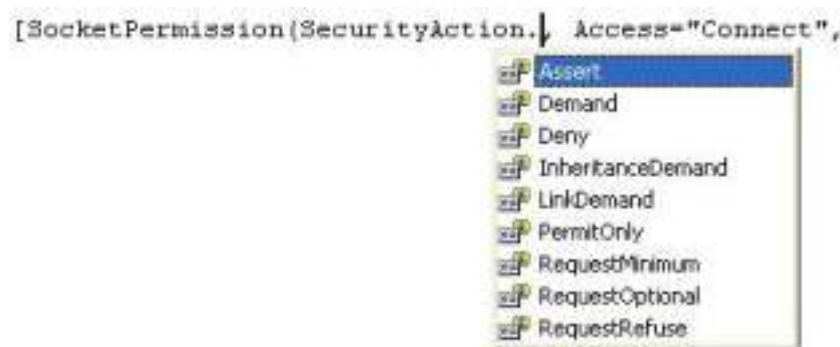 [SocketPermission(SecurityAction., Access="Connect",
Assert
Demand
Deny
InheritanceDemand
LinkDemand
PermitOnly
RequestMinimum
RequestOptional
RequestRefuse